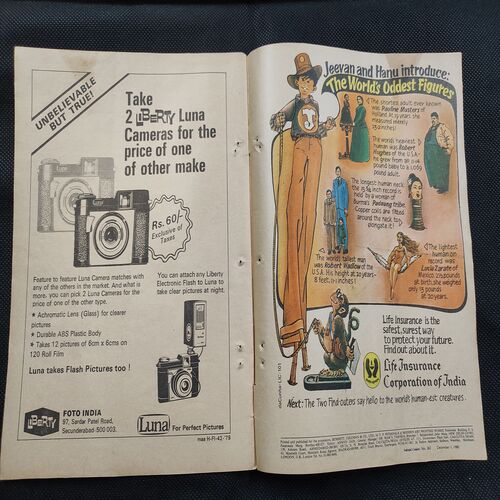 UNBELIEVABLE
BUT TRUE!
Take
2 LIBERTY Luna
Cameras for the
price of one
of other make
Rs. 60/-
Exclusive of
Taxes
Feature to feature Luna Camera matches with
any of the others in the market. And what is
more, you can pick 2 Luna Cameras for the
price of one of the other type.
★ Achromatic Lens (Glass) for clearer
pictures
★ Durable ABS Plastic Body
★ Takes 12 pictures of 6cm x 6cms on
120 Roll Film
Luna takes Flash Pictures too !
You can attach any Liberty
Electronic Flash to Luna to
take clear pictures at night.
LIBERTY
FOTO INDIA
97, Sardar Patel Road,
Secunderabad-500 003.
Luna For Perfect Pictures
maa H-FI-42-'79
Jeevan and Hanu introduce:
The World's Oddest Figures
The shortest adult ever known
was Pauline Musters of
Holland. At 19 years she
measured merely
23.2 inches!
The world's heaviest
human was Robert
Hughes of the U.S.A.
He grew from an
pound baby to a 1,069
pound adult.
The longest human neck:
the 15 ¾ inch record is
held by a woman of
Burma's Padaung tribe.
Copper coils are fitted
around the neck to
elongate it!
The world's tallest man
was Robert Wadlow of the
U.S.A. His height at 22 years-
8 feet, 11.1 inches!
The lightest
human on
record was
Lucia Zarate of
Mexico. 2½ pounds
at birth, she weighed
only 13 pounds
at 20 years.
Life Insurance is the
safest, surest way
to protect your future.
Find out about it.
Life Insurance
Corporation of India
daCunha-LIC-101
Next: The Two Find-outers say hello to the world's human-est creatures.